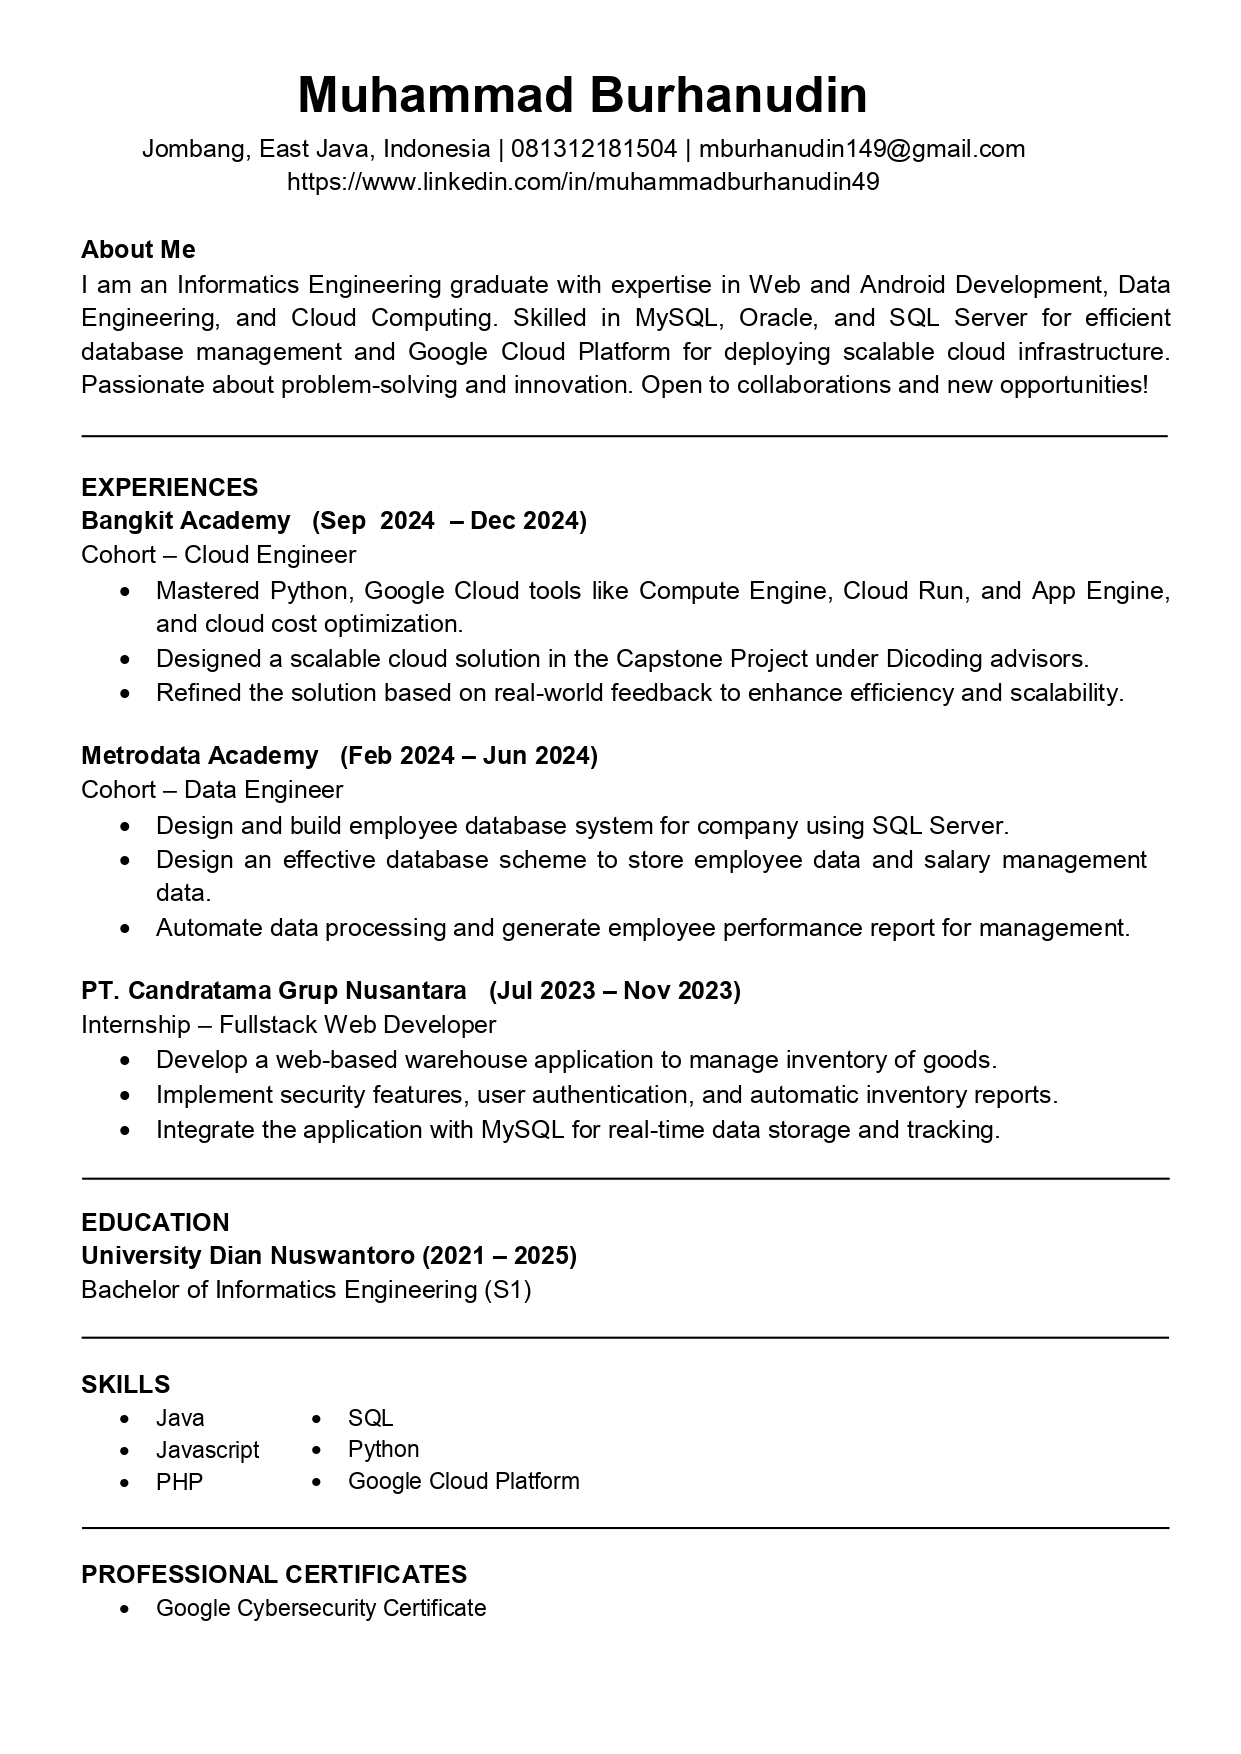 Muhammad Burhanudin
Jombang, East Java, Indonesia | 081312181504 | mburhanudin149@gmail.com
https://www.linkedin.com/in/muhammadburhanudin49
About Me
I am an Informatics Engineering graduate with expertise in Web and Android Development, Data
Engineering, and Cloud Computing. Skilled in MySQL, Oracle, and SQL Server for efficient
database management and Google Cloud Platform for deploying scalable cloud infrastructure.
Passionate about problem-solving and innovation. Open to collaborations and new opportunities!
EXPERIENCES
Bangkit Academy (Sep 2024 – Dec 2024)
Cohort – Cloud Engineer
• Mastered Python, Google Cloud tools like Compute Engine, Cloud Run, and App Engine,
and cloud cost optimization.
• Designed a scalable cloud solution in the Capstone Project under Dicoding advisors.
• Refined the solution based on real-world feedback to enhance efficiency and scalability.
Metrodata Academy (Feb 2024 – Jun 2024)
Cohort – Data Engineer
• Design and build employee database system for company using SQL Server.
• Design an effective database scheme to store employee data and salary management
data.
• Automate data processing and generate employee performance report for management.
PT. Candratama Grup Nusantara (Jul 2023 – Nov 2023)
Internship – Fullstack Web Developer
• Develop a web-based warehouse application to manage inventory of goods.
• Implement security features, user authentication, and automatic inventory reports.
• Integrate the application with MySQL for real-time data storage and tracking.
EDUCATION
University Dian Nuswantoro (2021 – 2025)
Bachelor of Informatics Engineering (S1)
SKILLS
• Java
• Javascript
• PHP
• SQL
• Python
• Google Cloud Platform
PROFESSIONAL CERTIFICATES
• Google Cybersecurity Certificate